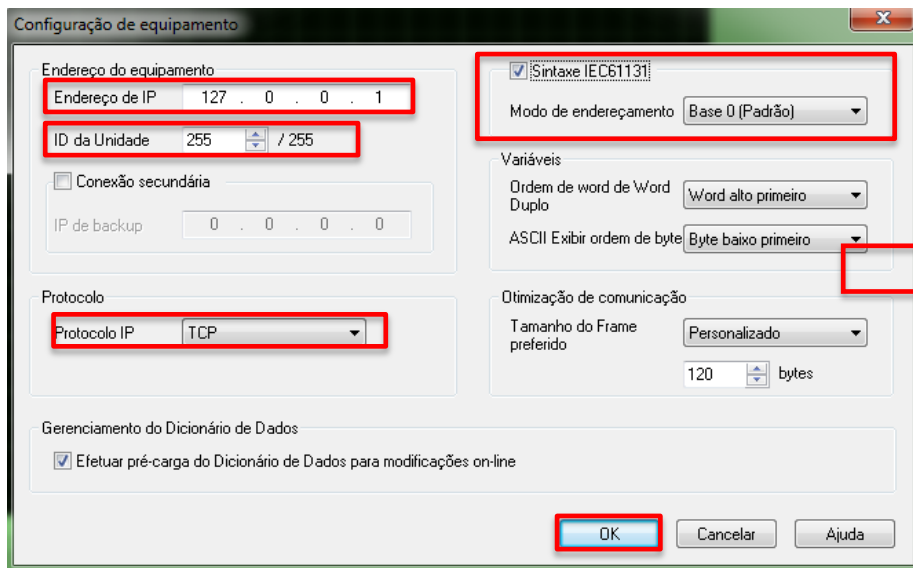 Configuração de equipamento
Endereço do equipamento
Endereço de IP 127 . 0 . 0 . 1
ID da Unidade 255 / 255
Conexão secundária
IP de backup 0 . 0 . 0 . 0
Sintaxe IEC61131
Modo de endereçamento Base 0 (Padrão)
Variáveis
Ordem de word de Word
Duplo
Word alto primeiro
ASCII Exibir ordem de byte Byte baixo primeiro
Protocolo
Protocolo IP TCP
Otimização de comunicação
Tamanho do Frame
preferido
Personalizado
120 bytes
Gerenciamento do Dicionário de Dados
Efetuar pré-carga do Dicionário de Dados para modificações on-line
OK Cancelar Ajuda